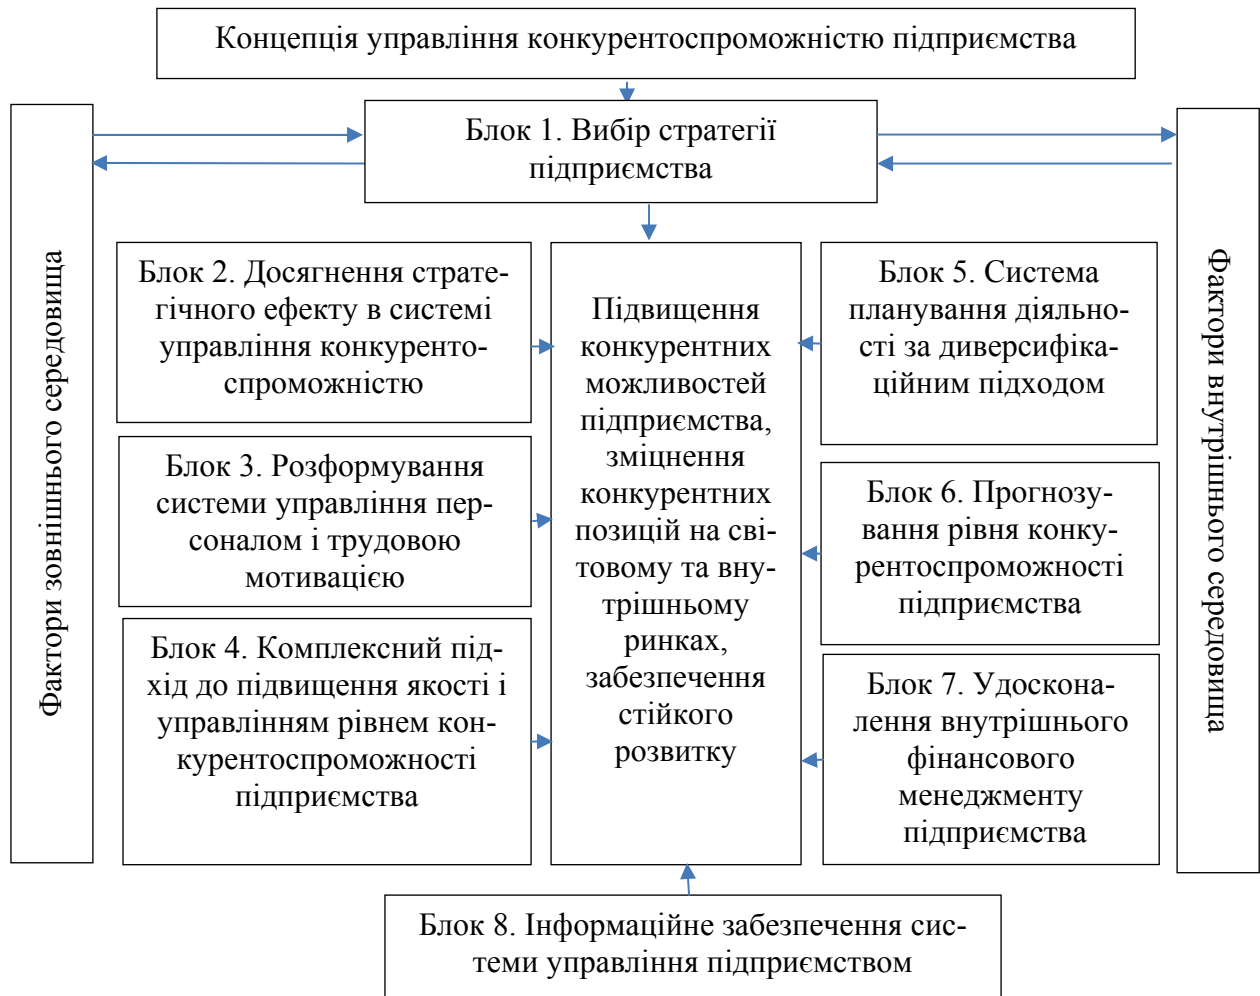 Концепція управління конкурентоспроможністю підприємства
Блок 1. Вибір стратегії
підприємства
Фактори зовнішнього середовища
Блок 2. Досягнення страте-
гічного ефекту в системі
управління конкуренто-
спроможністю
Блок 3. Розформування
системи управління пер-
соналом і трудовою
мотивацією
Блок 4. Комплексний під-
хід до підвищення якості і
управлінням рівнем кон-
курентоспроможності
підприємства
Підвищення
конкурентних
можливостей
підприємства,
зміцнення
конкурентних
позицій на сві-
товому та вну-
трішньому
ринках,
забезпечення
стійкого
розвитку
Блок 5. Система
планування діяльно-
сті за диверсифіка-
ційним підходом
Блок 6. Прогнозу-
вання рівня конку-
рентоспроможності
підприємства
Блок 7. Удоскона-
лення внутрішнього
фінансового
менеджменту
підприємства
Фактори внутрішнього середовища
Блок 8. Інформаційне забезпечення сис-
теми управління підприємством